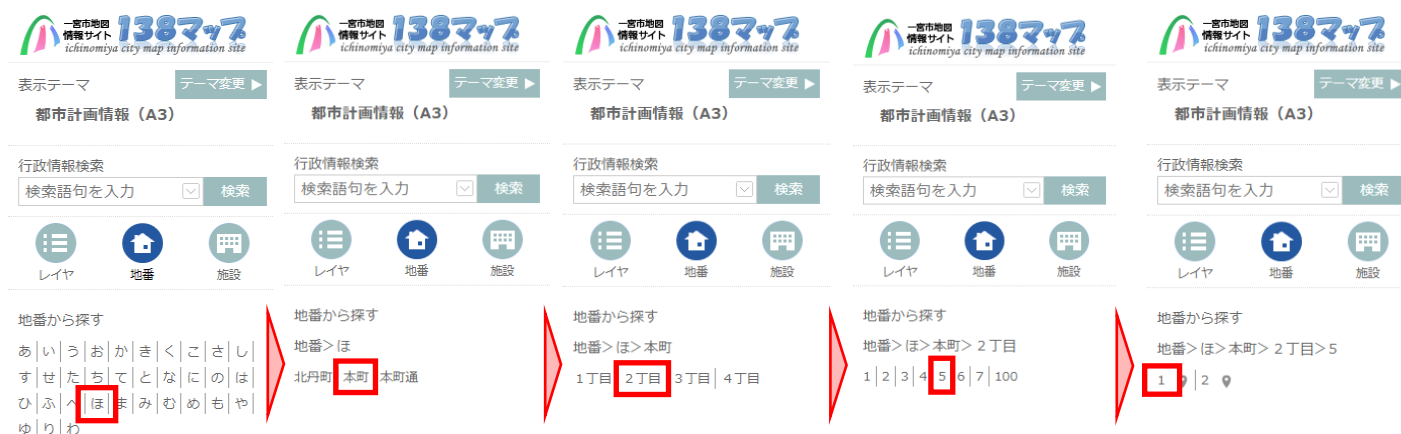 一宮市地図
情報サイト 138マップ
ichinomiya city map information site
表示テーマ
テーマ変更 ▶
都市計画情報（A3）
行政情報検索
検索語句を入力
検索
レイヤ
地番
施設
地番から探す
あ|い|う|お|か|き|く|こ|さ|し|
す|せ|た|ち|て|と|な|に|の|は|
ひ|ふ|へ|ほ|ま|み|む|め|も|や|
ゆ|り|わ
一宮市地図
情報サイト 138マップ
ichinomiya city map information site
表示テーマ
テーマ変更 ▶
都市計画情報（A3）
行政情報検索
検索語句を入力
検索
レイヤ
地番
施設
地番から探す
地番>ほ
北丹町|本町|本町通
一宮市地図
情報サイト 138マップ
ichinomiya city map information site
表示テーマ
テーマ変更 ▶
都市計画情報（A3）
行政情報検索
検索語句を入力
検索
レイヤ
地番
施設
地番から探す
地番>ほ>本町
1丁目|2丁目|3丁目|4丁目
一宮市地図
情報サイト 138マップ
ichinomiya city map information site
表示テーマ
テーマ変更 ▶
都市計画情報（A3）
行政情報検索
検索語句を入力
検索
レイヤ
地番
施設
地番から探す
地番>ほ>本町>2丁目
1|2|3|4|5|6|7|100
一宮市地図
情報サイト 138マップ
ichinomiya city map information site
表示テーマ
テーマ変更 ▶
都市計画情報（A3）
行政情報検索
検索語句を入力
検索
レイヤ
地番
施設
地番から探す
地番>ほ>本町>2丁目>5
1|2